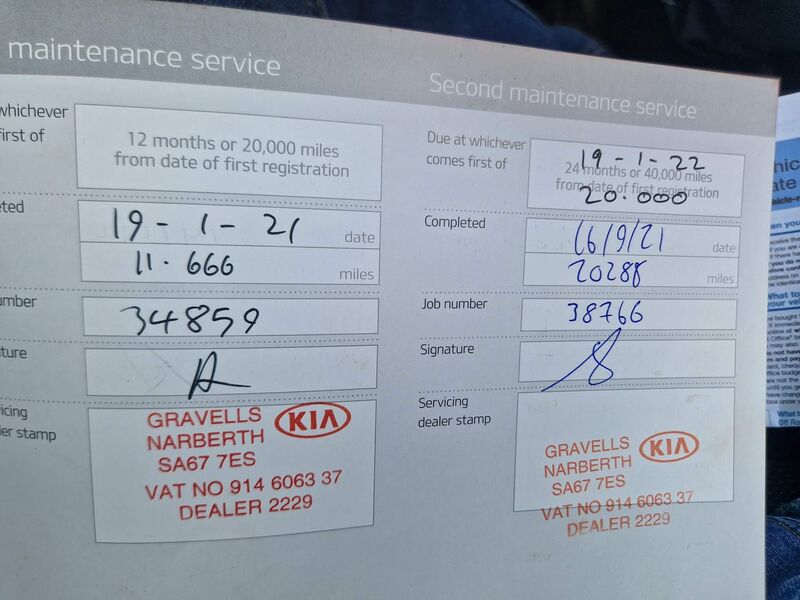 maintenance service
whichever
first of
12 months or 20,000 miles
from date of first registration
eted
19 - 1 - 21
date
11.666
miles
number
34859
ture
icing
er stamp
GRAVELLS KIA
NARBERTH
SA67 7ES
VAT NO 914 6063 37
DEALER 2229
Second maintenance service
Due at whichever
comes first of
19 - 1 - 22
24 months or 40,000 miles
from date of first registration
20.000
Completed
16/9/21
date
20288
miles
Job number
38766
Signature
Servicing
dealer stamp
GRAVELLS KIA
NARBERTH
SA67 7ES
VAT NO 914 6063 37
DEALER 2229